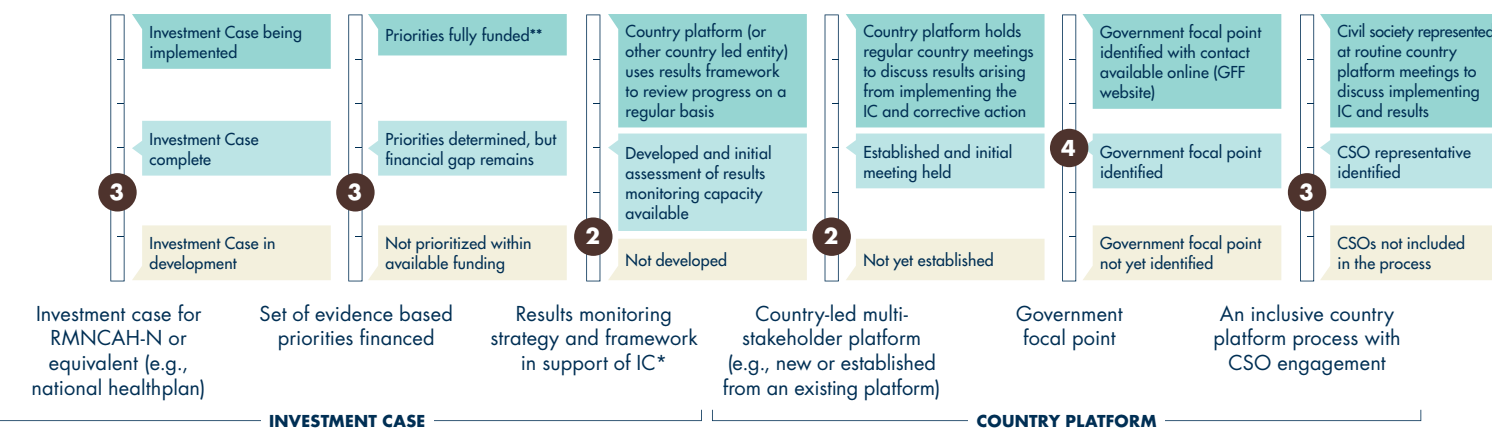 Investment Case being
implemented
Investment Case
complete
3
Investment Case in
development
Investment case for
RMNCAH-N or
equivalent (e.g.,
national healthplan)
Priorities fully funded**
Priorities determined, but
financial gap remains
3
Not prioritized within
available funding
Set of evidence based
priorities financed
Country platform (or
other country led entity)
uses results framework
to review progress on a
regular basis
Developed and initial
assessment of results
monitoring capacity
available
2
Not developed
Results monitoring
strategy and framework
in support of IC*
Country platform holds
regular country meetings
to discuss results arising
from implementing the
IC and corrective action
Established and initial
meeting held
2
Not yet established
Country-led multi-
stakeholder platform
(e.g., new or established
from an existing platform)
Government focal point
identified with contact
available online (GFF
website)
4
Government focal point
identified
Government focal point
not yet identified
Government
focal point
Civil society represented
at routine country
platform meetings to
discuss implementing
IC and results
CSO representative
identified
3
CSOs not included
in the process
An inclusive country
platform process with
CSO engagement
INVESTMENT CASE
COUNTRY PLATFORM